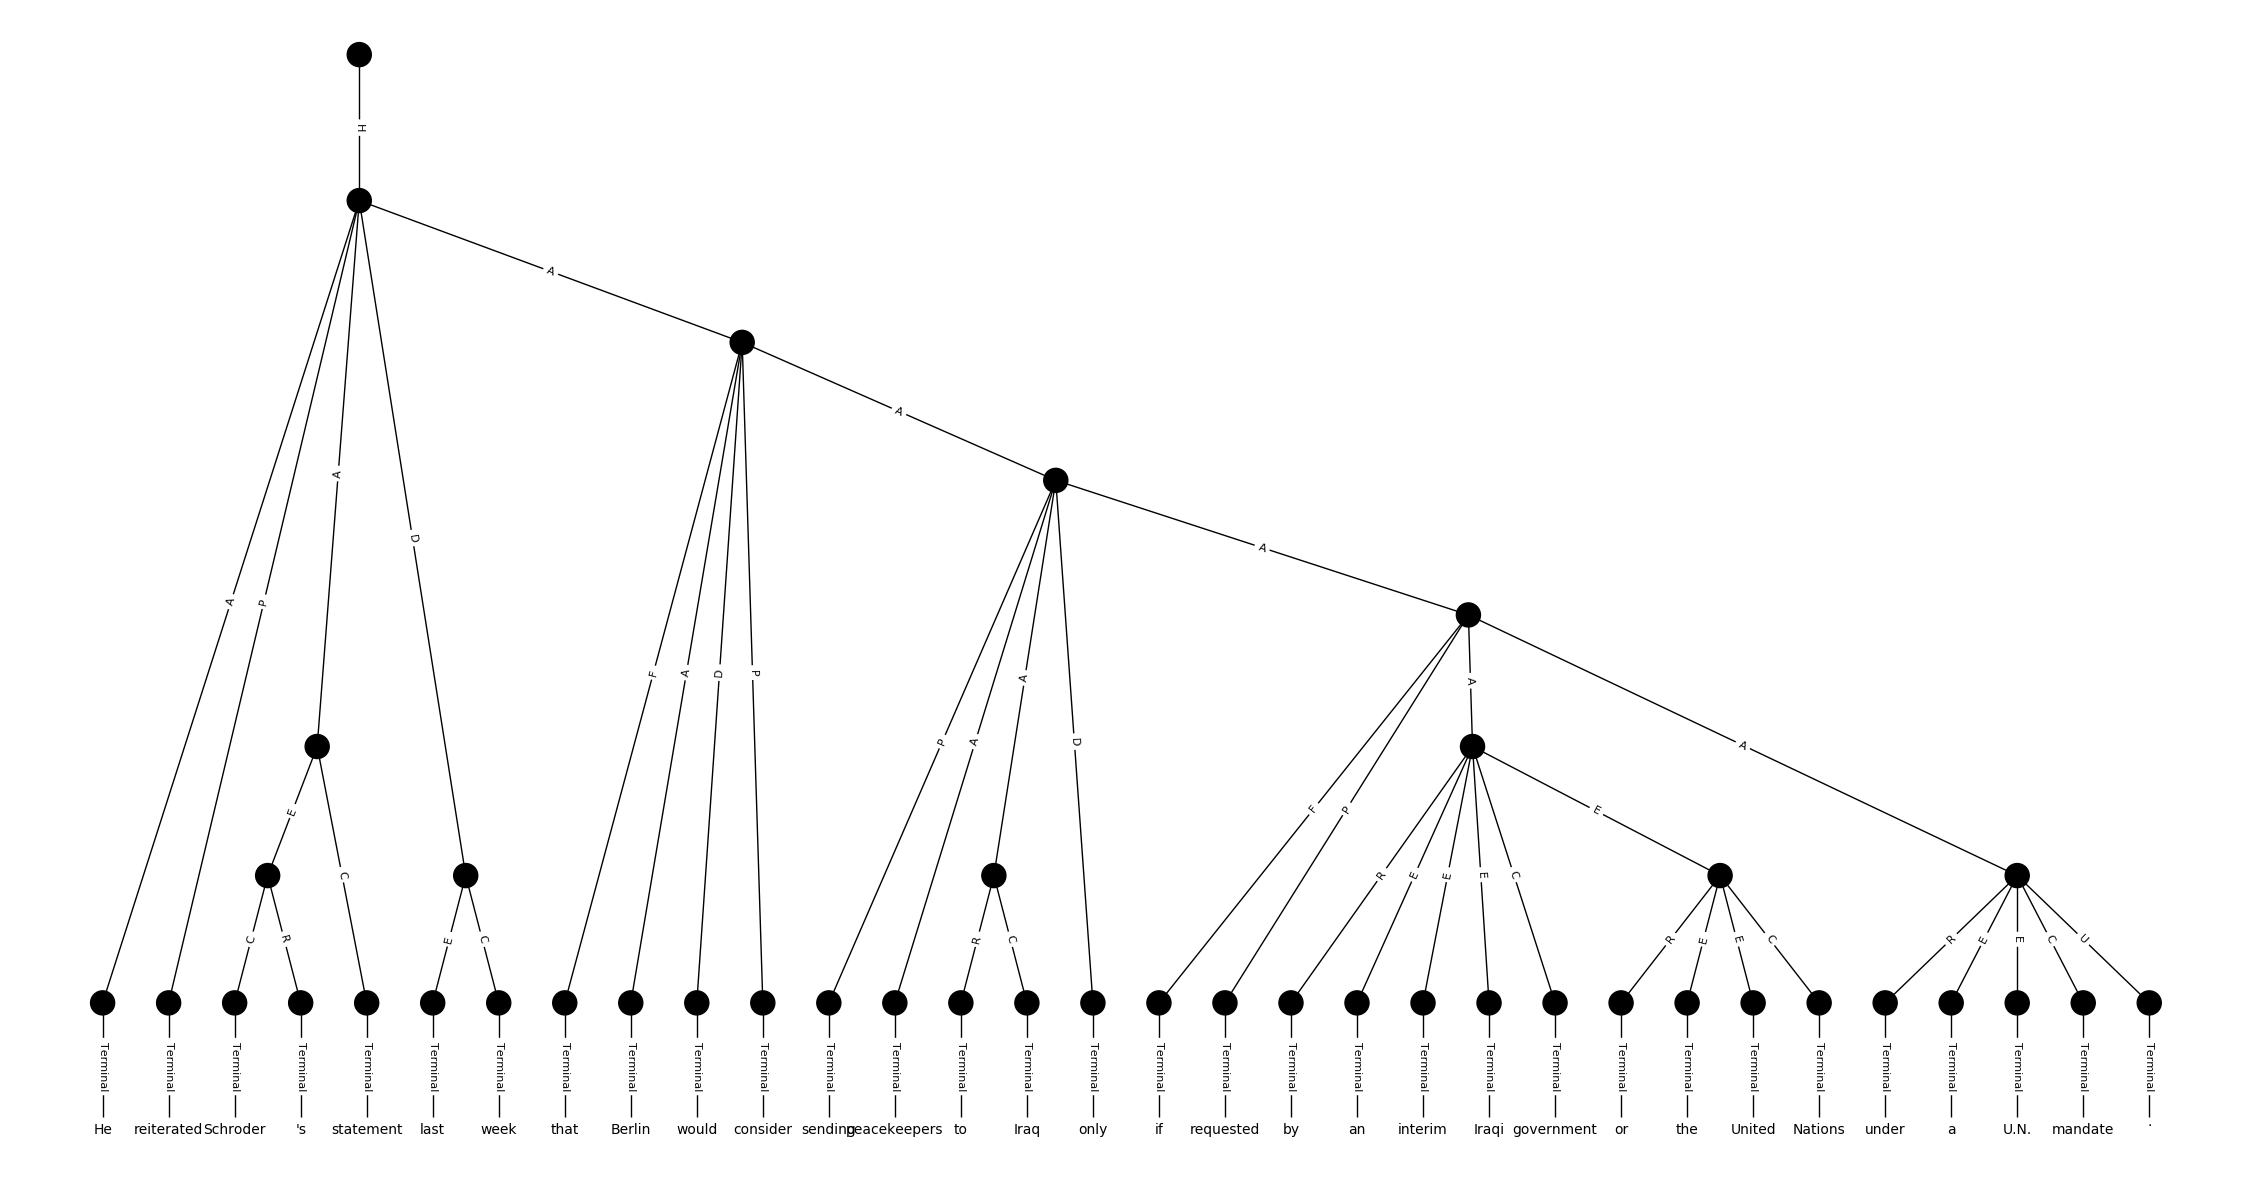 H
A
A
A
A
D
A
A
P
F
A
D
P
A
A
P
A
D
F
P
A
E
E
C
R
E
E
E
C
C
R
E
C
R
C
R
E
E
C
R
E
E
C
U
Terminal Terminal Terminal Terminal Terminal Terminal Terminal Terminal Terminal Terminal Terminal Terminal Terminal Terminal Terminal Terminal Terminal Terminal Terminal Terminal Terminal Terminal Terminal Terminal Terminal Terminal Terminal Terminal Terminal Terminal Terminal Terminal
He reiterated Schroder 's statement last week that Berlin would consider sending peacekeepers to Iraq only if requested by an interim Iraqi government or the United Nations under a U.N. mandate .